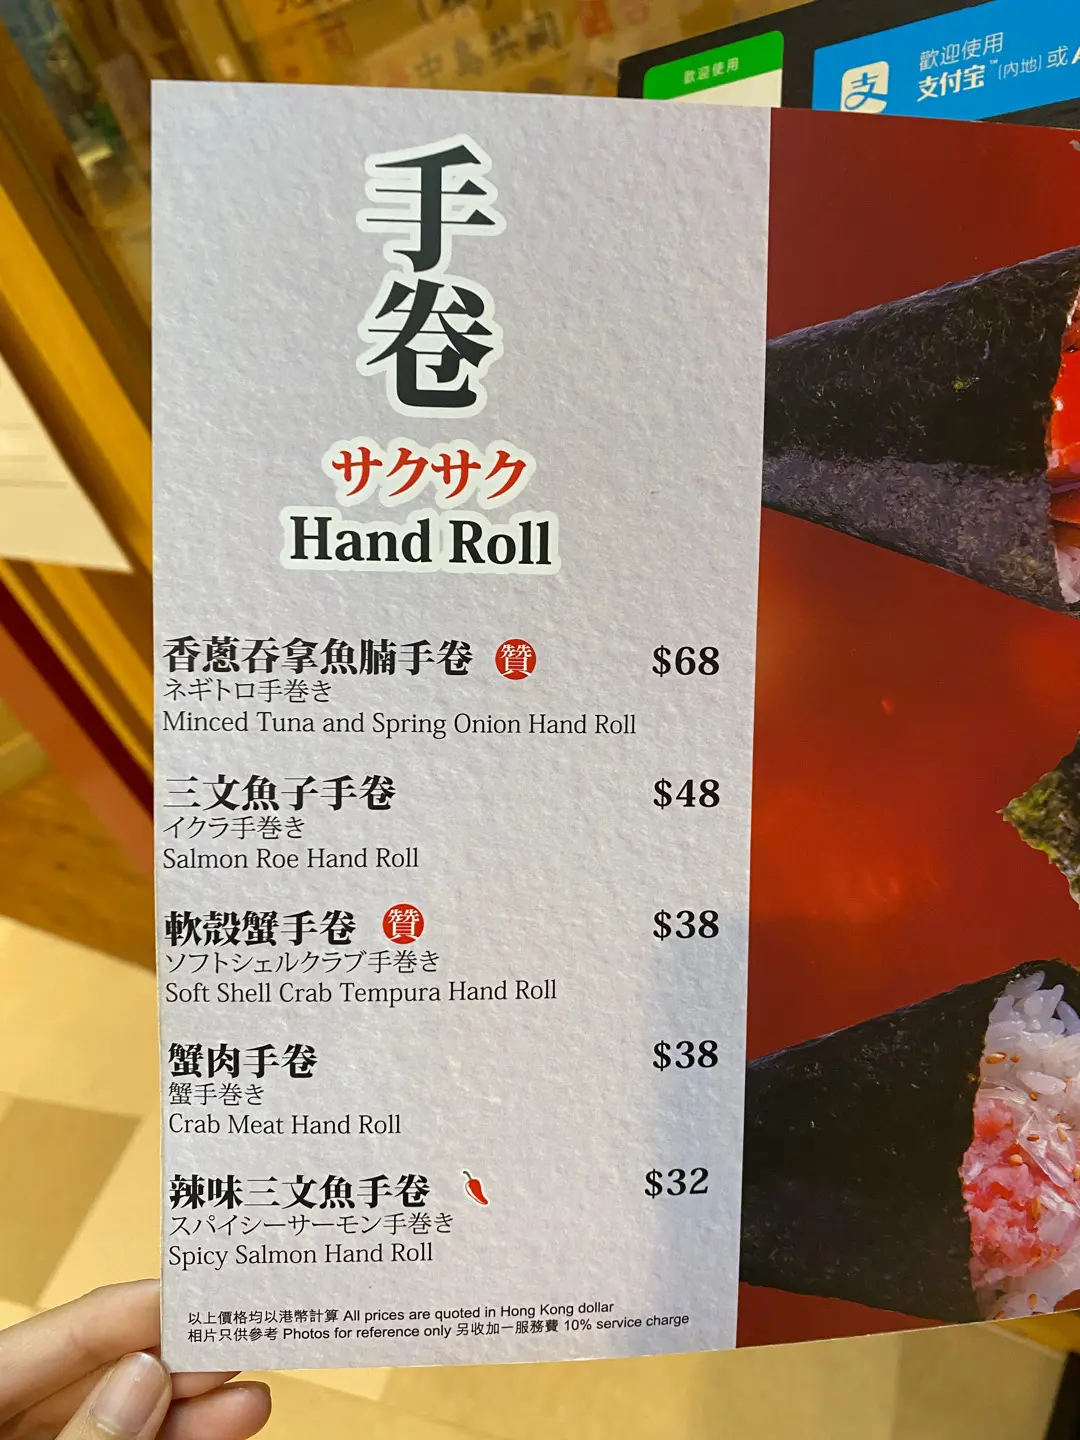 歡迎使用
歡迎使用
支付宝™(内地)或A
手卷
サクサク
Hand Roll
香蔥吞拿魚腩手卷 贊 $68
ネギトロ手巻き
Minced Tuna and Spring Onion Hand Roll
三文魚子手卷 $48
イクラ手巻き
Salmon Roe Hand Roll
軟殼蟹手卷 贊 $38
ソフトシェルクラブ手巻き
Soft Shell Crab Tempura Hand Roll
蟹肉手卷 $38
蟹手巻き
Crab Meat Hand Roll
辣味三文魚手卷 $32
スパイシーサーモン手巻き
Spicy Salmon Hand Roll
以上價格均以港幣計算 All prices are quoted in Hong Kong dollar
相片只供參考 Photos for reference only 另收加一服務費 10% service charge